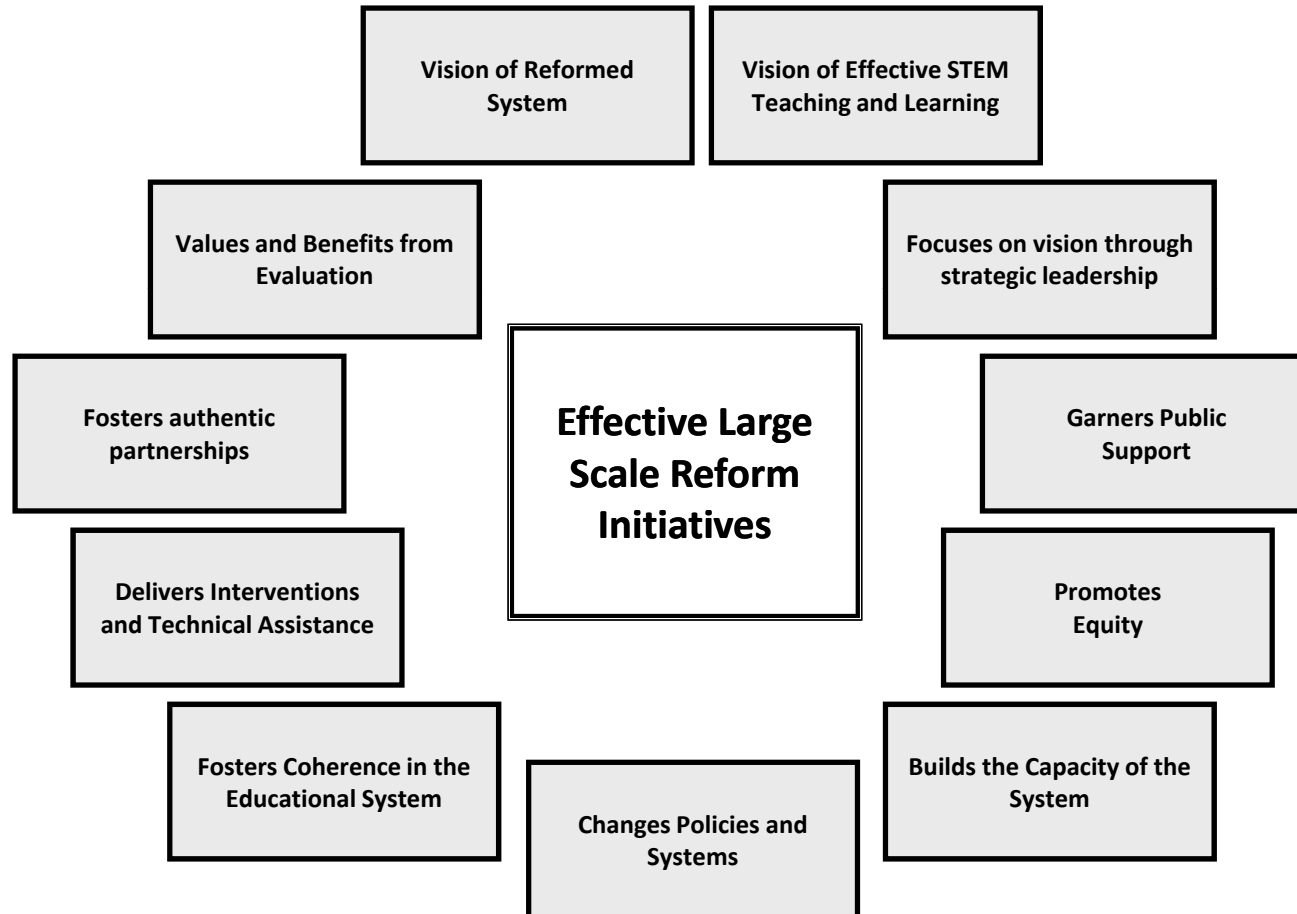 Vision of Reformed
System
Vision of Effective STEM
Teaching and Learning
Values and Benefits from
Evaluation
Focuses on vision through
strategic leadership
Effective Large
Scale Reform
Initiatives
Fosters authentic
partnerships
Garners Public
Support
Delivers Interventions
and Technical Assistance
Promotes
Equity
Fosters Coherence in the
Educational System
Builds the Capacity of the
System
Changes Policies and
Systems